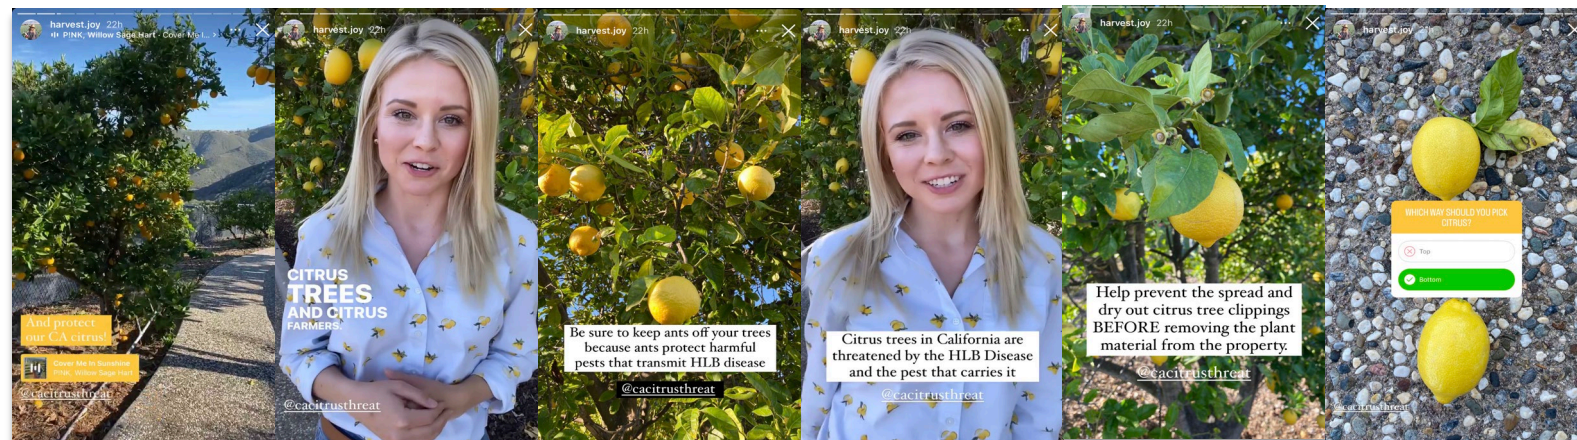 harvest.joy 22h
P!NK, Willow Sage Hart · Cover Me I... >
And protect
our CA citrus!
Cover Me In Sunshine
P!NK, Willow Sage Hart
@cacitrusthreat
harvest.joy 22h
CITRUS
TREES
AND CITRUS
FARMERS.
@cacitrusthreat
harvest.joy 22h
Be sure to keep ants off your trees
because ants protect harmful
pests that transmit HLB disease
@cacitrusthreat
harvest.joy 22h
Citrus trees in California are
threatened by the HLB Disease
and the pest that carries it
@cacitrusthreat
harvest.joy 22h
Help prevent the spread and
dry out citrus tree clippings
BEFORE removing the plant
material from the property.
@cacitrusthreat
harvest.joy 22h
WHICH WAY SHOULD YOU PICK
CITRUS?
Top
Bottom
@cacitrusthreat